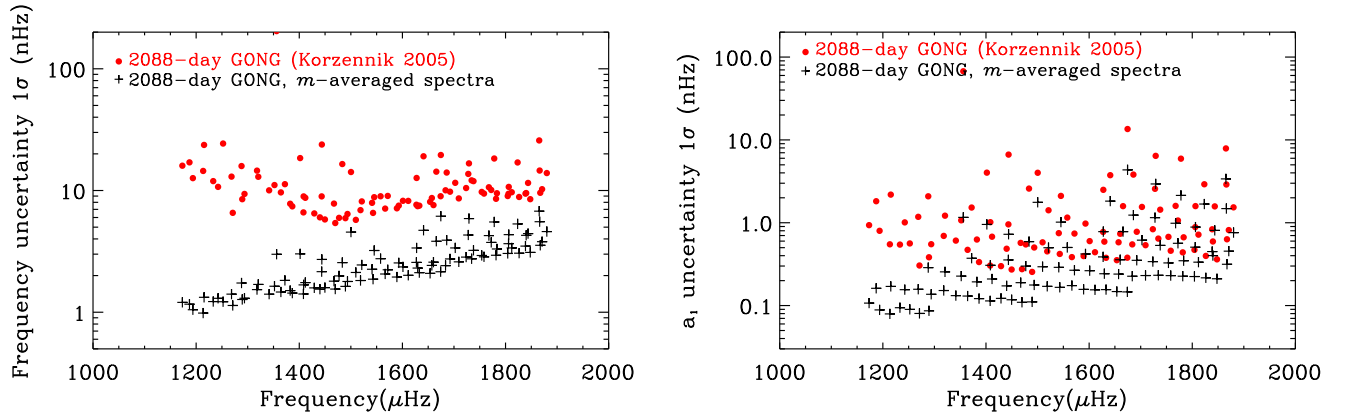 Frequency uncertainty 1σ (nHz)
100
10
1
2088−day GONG (Korzennik 2005)
2088−day GONG, m−averaged spectra
1000 1200 1400 1600 1800 2000
Frequency(μHz)
a₁ uncertainty 1σ (nHz)
100.0
10.0
1.0
0.1
2088−day GONG (Korzennik 2005)
2088−day GONG, m−averaged spectra
1000 1200 1400 1600 1800 2000
Frequency(μHz)